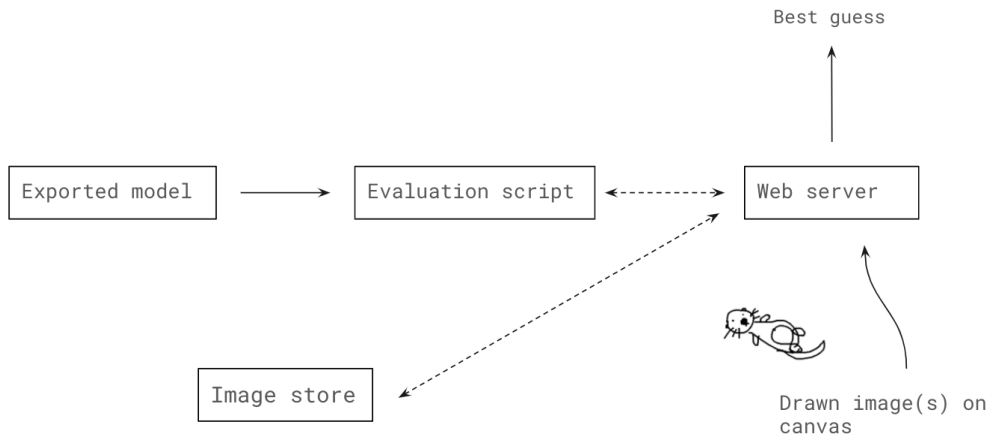 Best guess
Exported model
Evaluation script
Web server
Image store
Drawn image(s) on
canvas